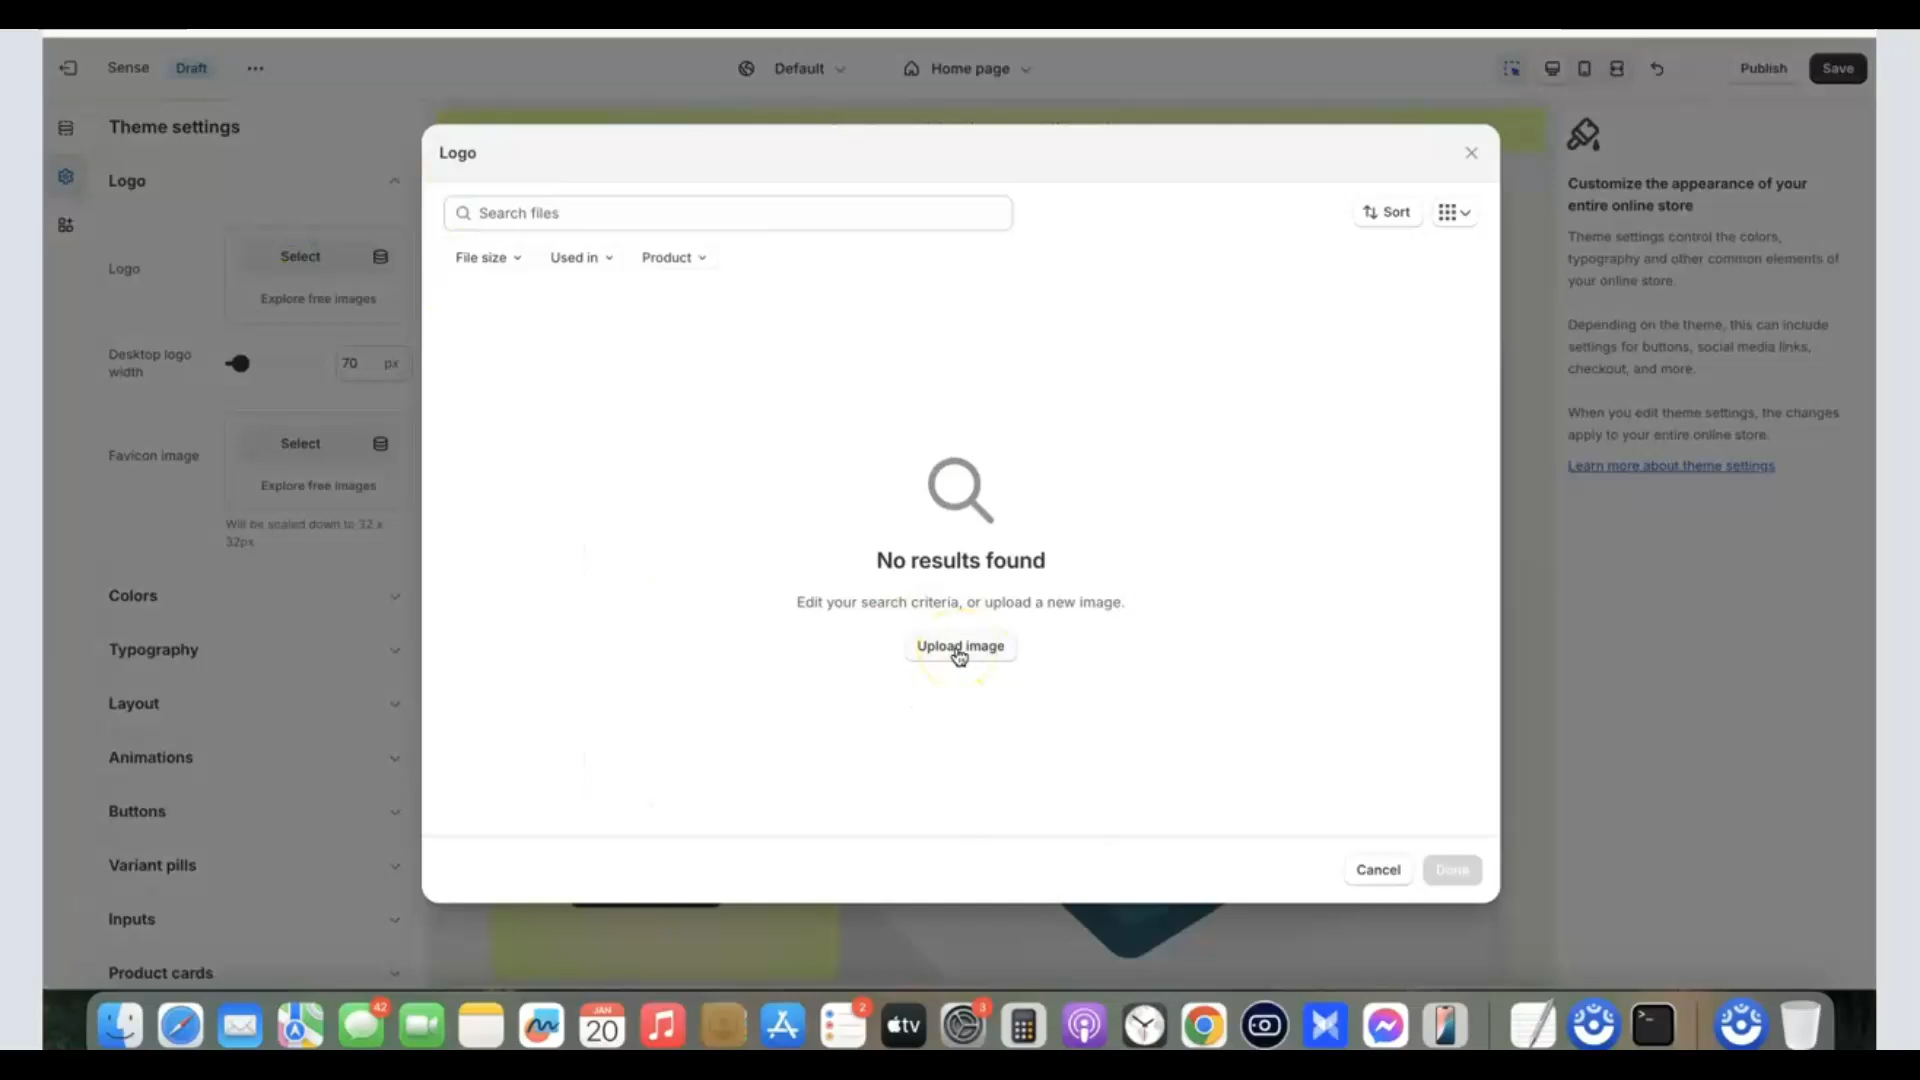 Sense Draft ... Default Home page Publish Save
Theme settings
Logo
Logo
Select
Explore free images
Desktop logo
width
70 px
Favicon image
Select
Explore free images
Will be scaled down to 32 x
32px
Colors
Typography
Layout
Animations
Buttons
Variant pills
Inputs
Product cards
Logo
Search files
Sort
File size Used in Product
No results found
Edit your search criteria, or upload a new image.
Upload image
Cancel Done
Customize the appearance of your
entire online store
Theme settings control the colors,
typography and other common elements of
your online store.
Depending on the theme, this can include
settings for buttons, social media links,
checkout, and more.
When you edit theme settings, the changes
apply to your entire online store.
Learn more about theme settings
42
JAN
20
2
tv
3